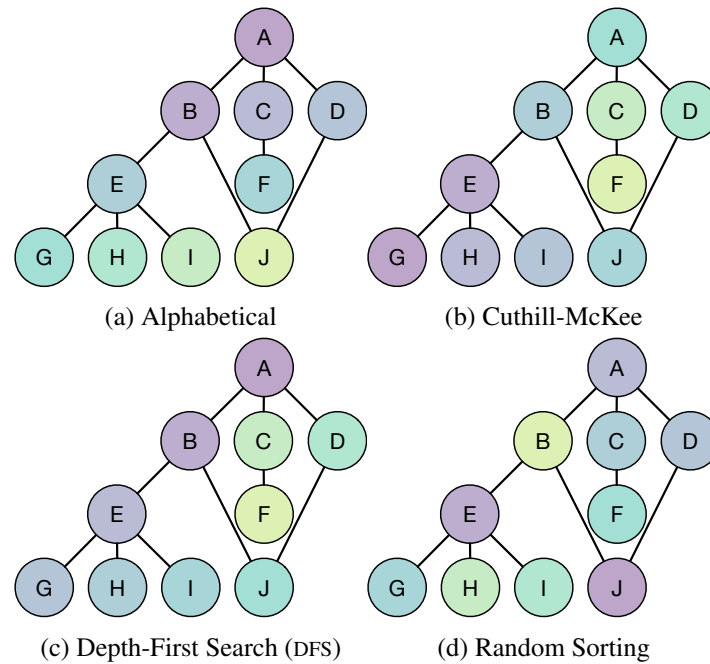 A
A
B
C
D
B
C
D
E
F
E
F
G
H
I
J
G
H
I
J
(a) Alphabetical
(b) Cuthill-McKee
A
A
B
C
D
B
C
D
E
F
E
F
G
H
I
J
G
H
I
J
(c) Depth-First Search (DFS)
(d) Random Sorting